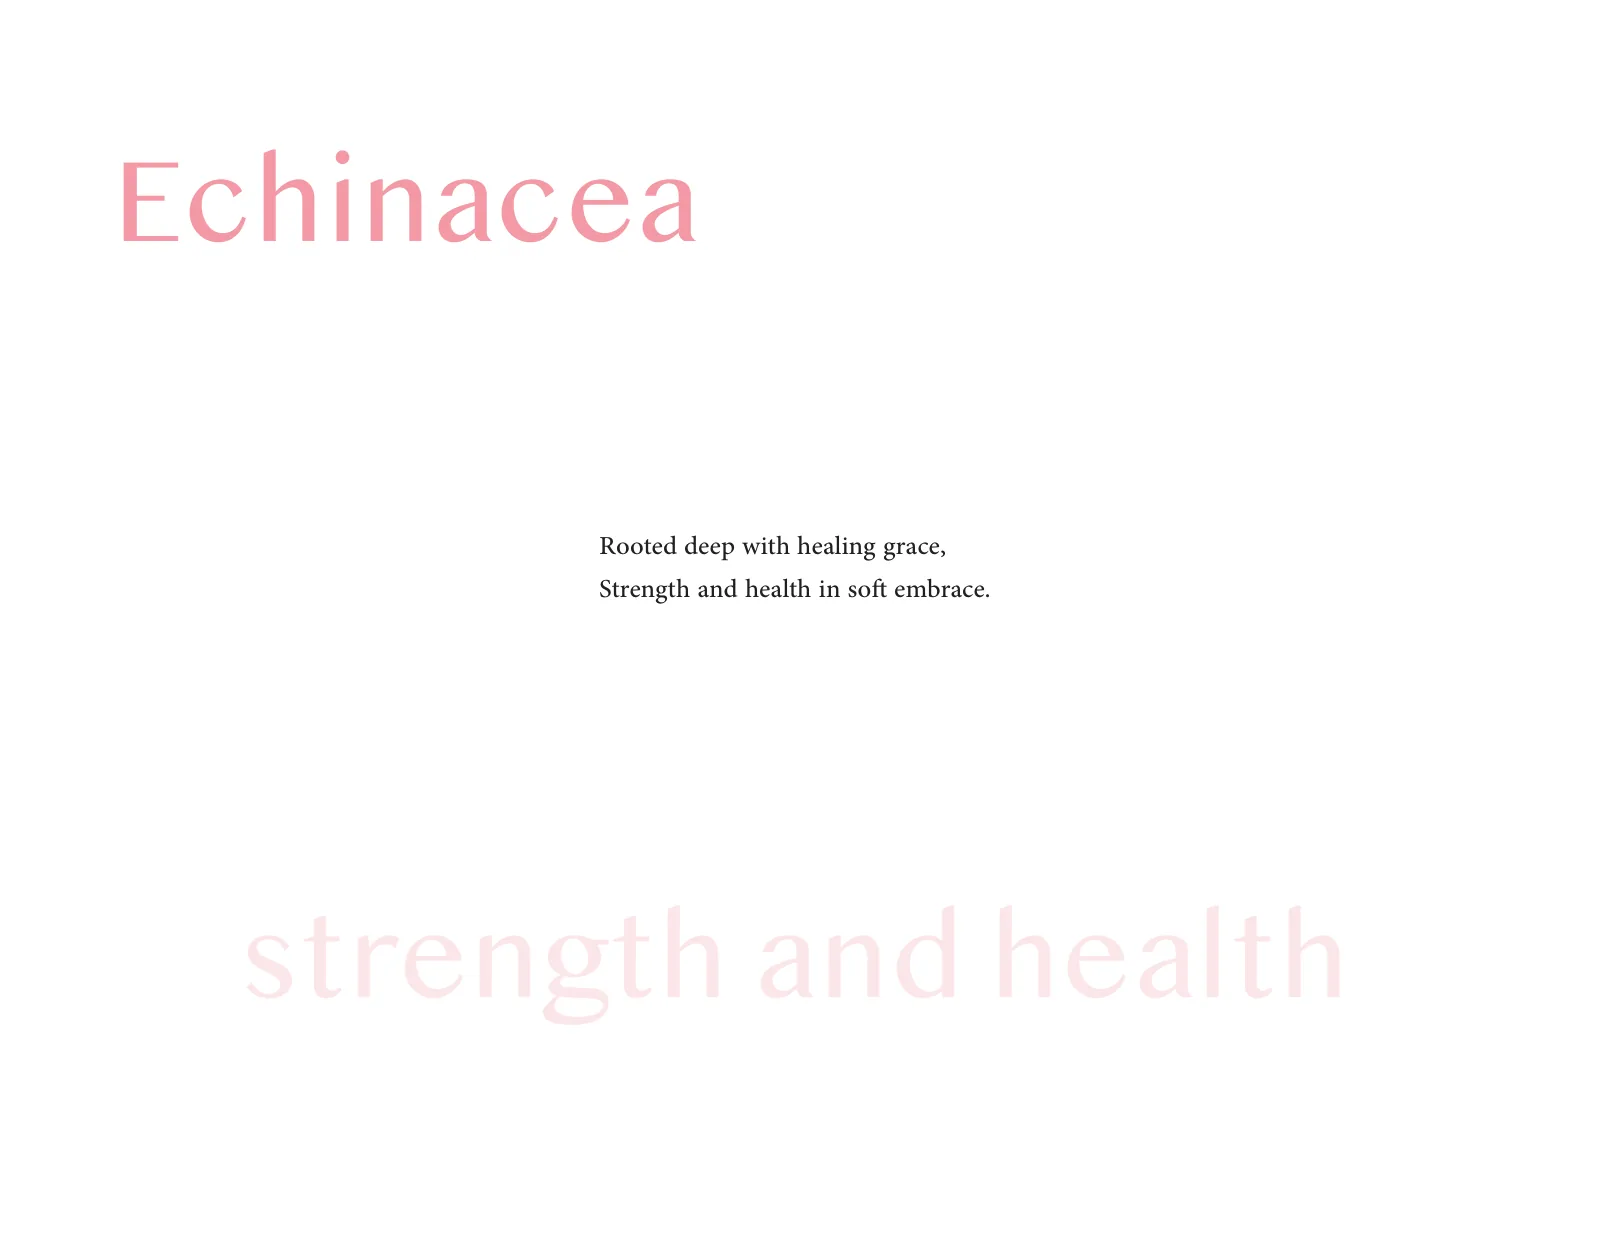 Echinacea
Rooted deep with healing grace,
Strength and health in soft embrace.
strength and health